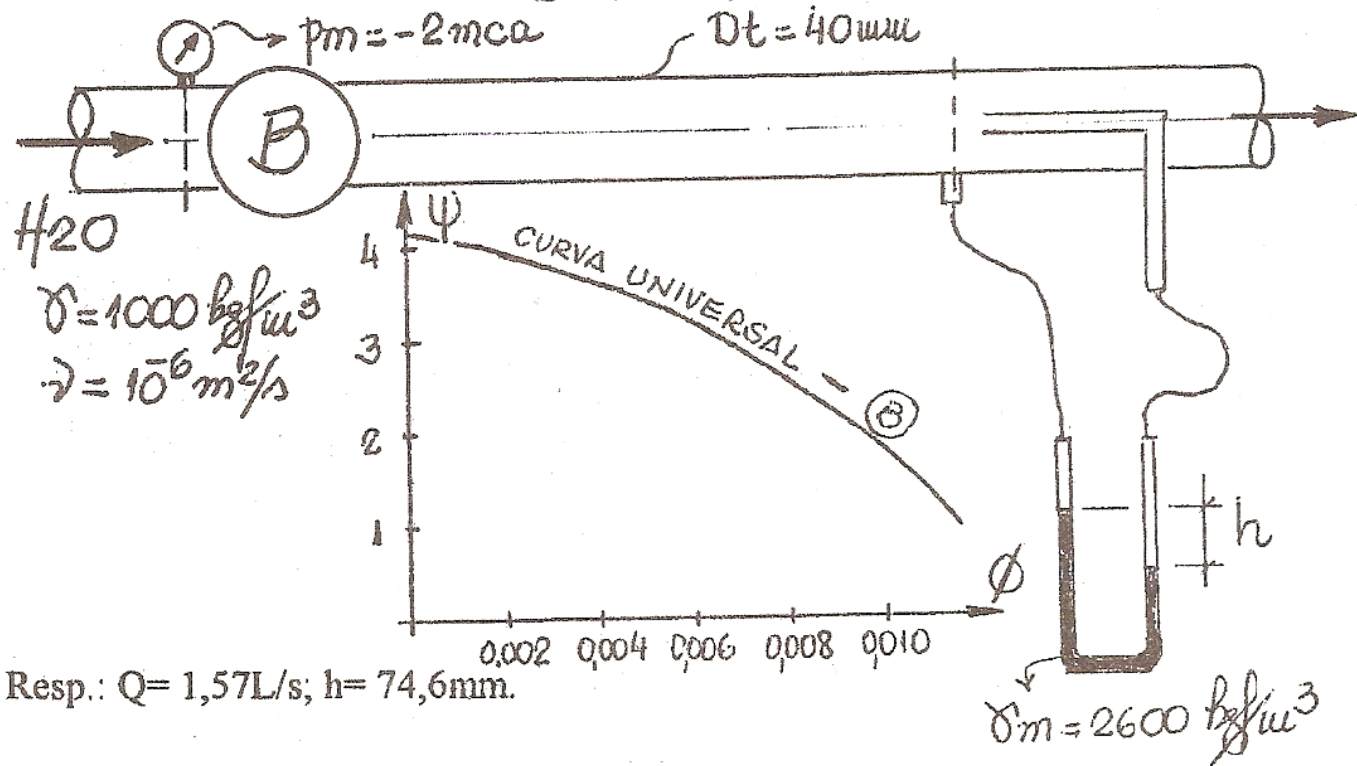 pm = -2mca
Dt = 40mm
B
H2O
γ = 1000 kgf/m³
ν = 10⁻⁶ m²/s
ψ
4
3
2
1
CURVA UNIVERSAL – B
ϕ
0,002 0,004 0,006 0,008 0,010
h
Resp.: Q= 1,57L/s; h= 74,6mm.
γm = 2600 kgf/m³